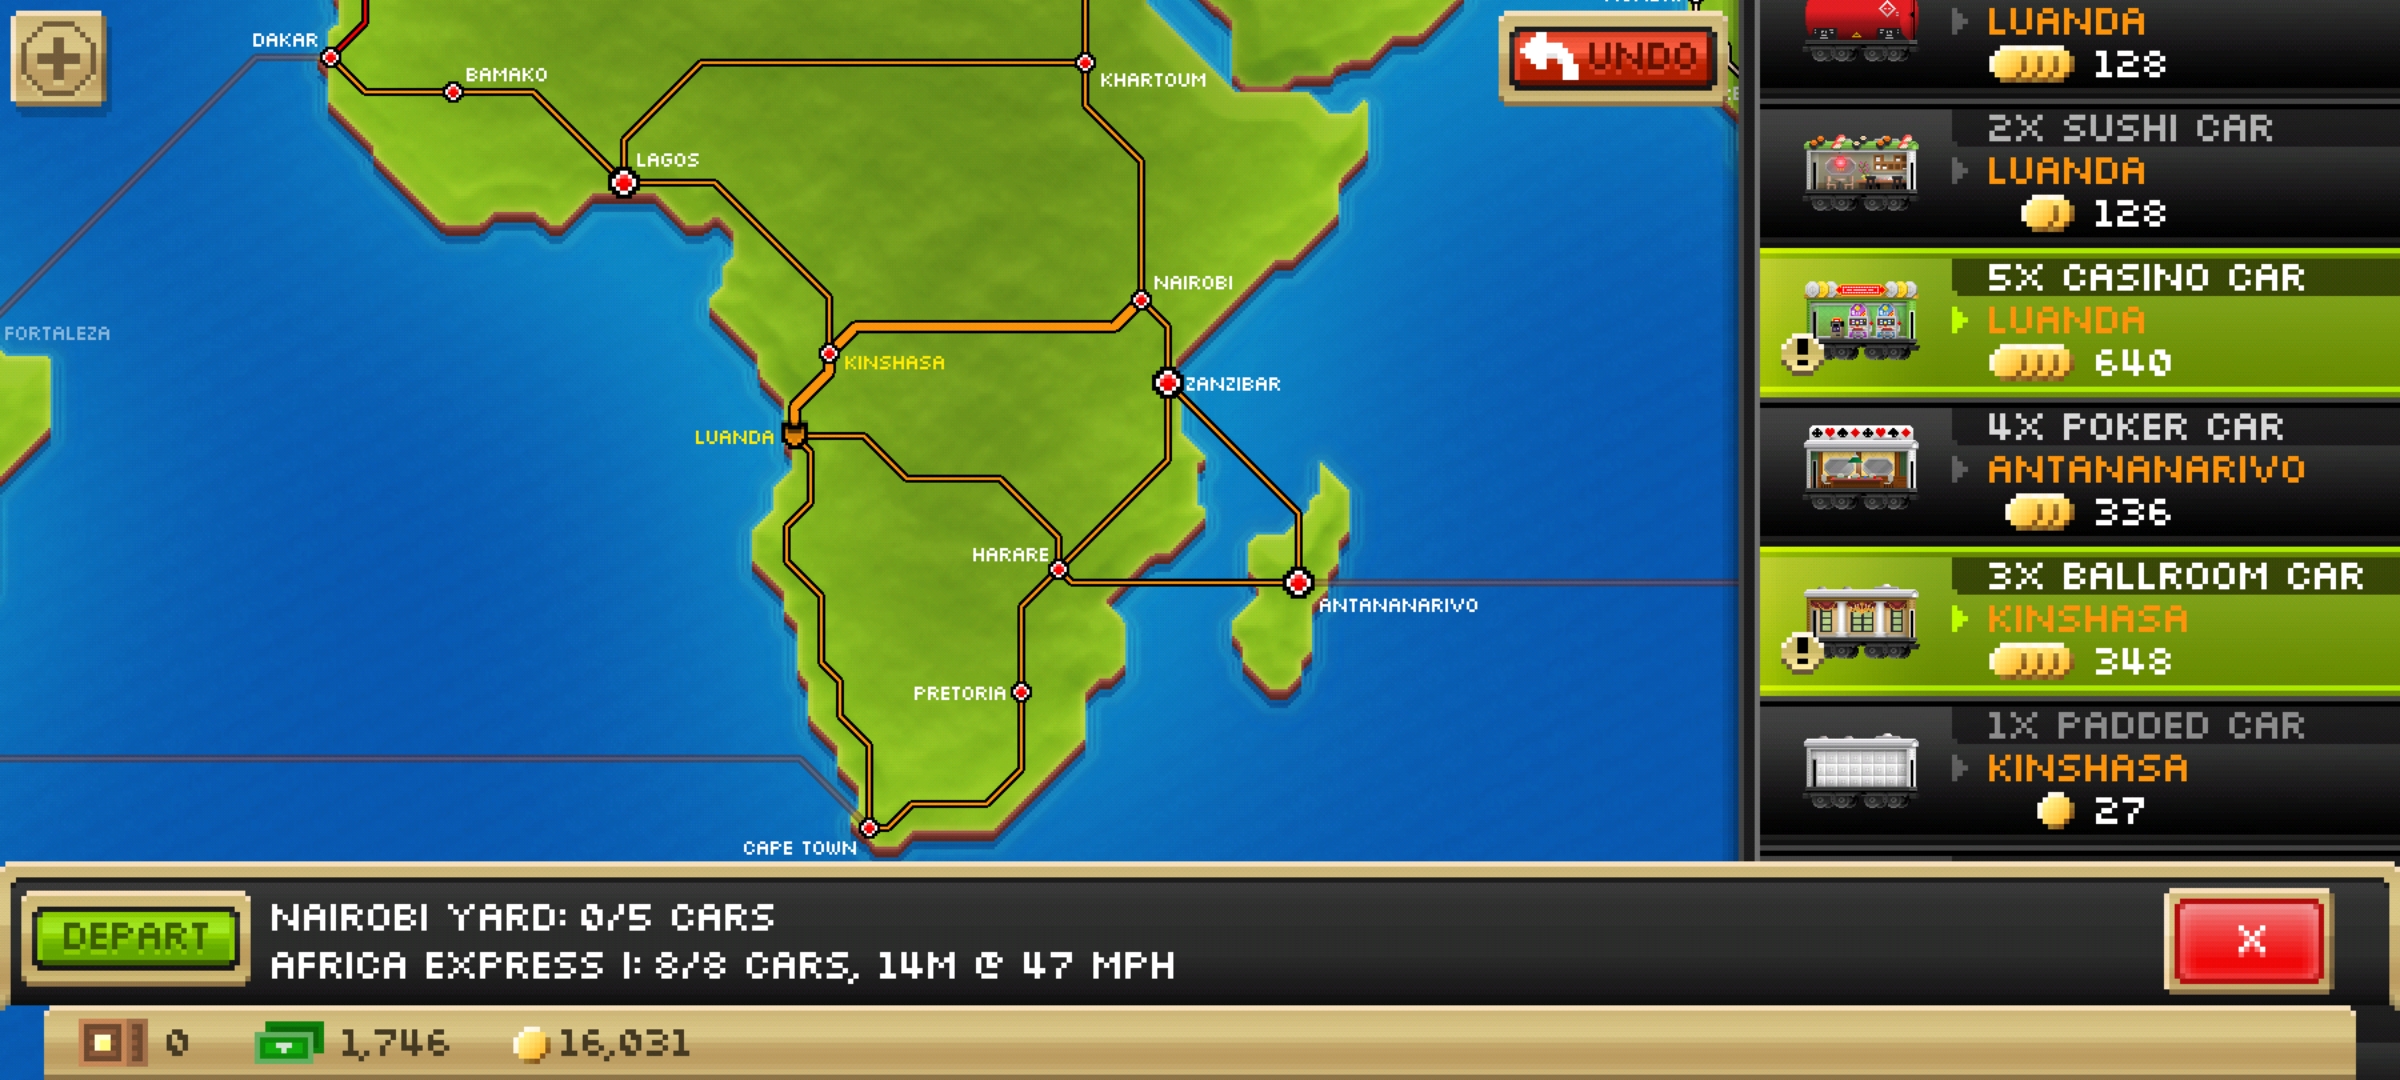 DAKAR
BAMAKO
LAGOS
KHARTOUM
NAIROBI
FORTALEZA
KINSHASA
ZANZIBAR
LUANDA
HARARE
ANTANANARIVO
PRETORIA
CAPE TOWN
UNDO
LUANDA
128
2X SUSHI CAR
LUANDA
128
5X CASINO CAR
LUANDA
640
4X POKER CAR
ANTANANARIVO
336
3X BALLROOM CAR
KINSHASA
348
1X PADDED CAR
KINSHASA
27
DEPART
NAIROBI YARD: 0/5 CARS
AFRICA EXPRESS I: 8/8 CARS, 14M @ 47 MPH
X
0
1,746
16,031